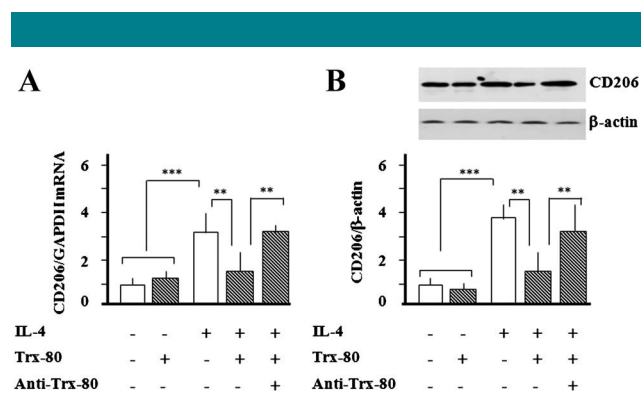 A
B
CD206
β-actin
CD206/GAPDH mRNA
6
4
2
0
***
**
**
CD206/β-actin
6
4
2
0
***
**
**
IL-4 - - + + +
Trx-80 - + - + +
Anti-Trx-80 - - - - +
IL-4 - - + + +
Trx-80 - + - + +
Anti-Trx-80 - - - - +